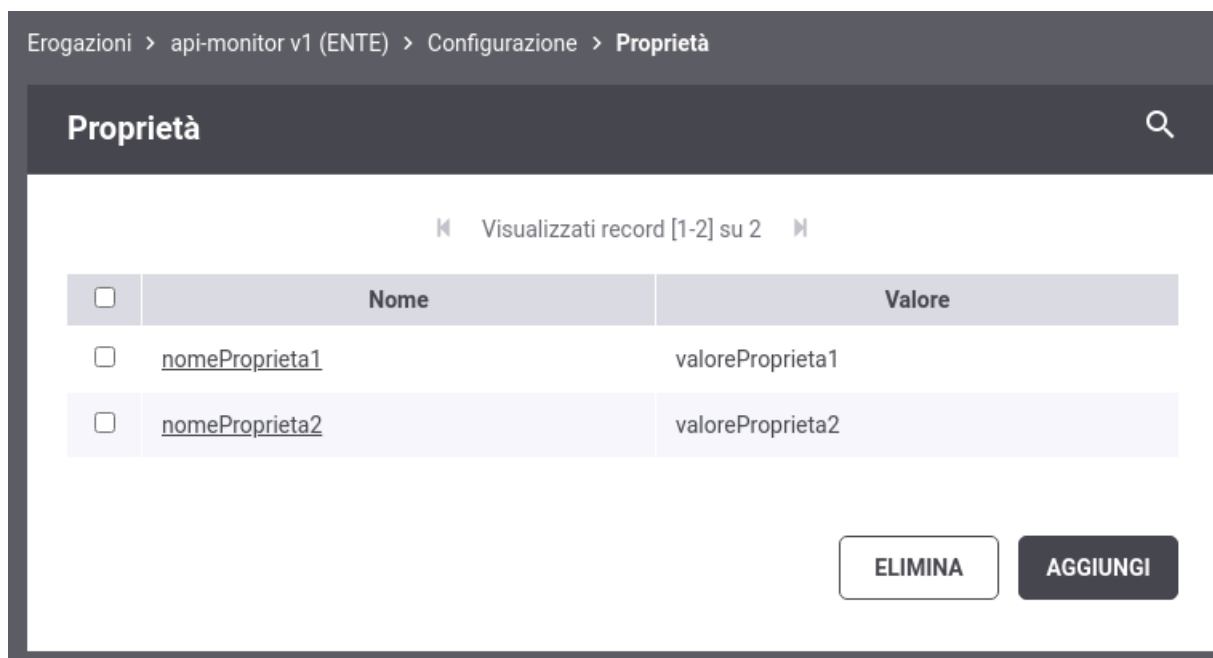 Erogazioni > api-monitor v1 (ENTE) > Configurazione > Proprietà
Proprietà
Visualizzati record [1-2] su 2
Nome Valore
nomeProprieta1 valoreProprieta1
nomeProprieta2 valoreProprieta2
ELIMINA AGGIUNGI